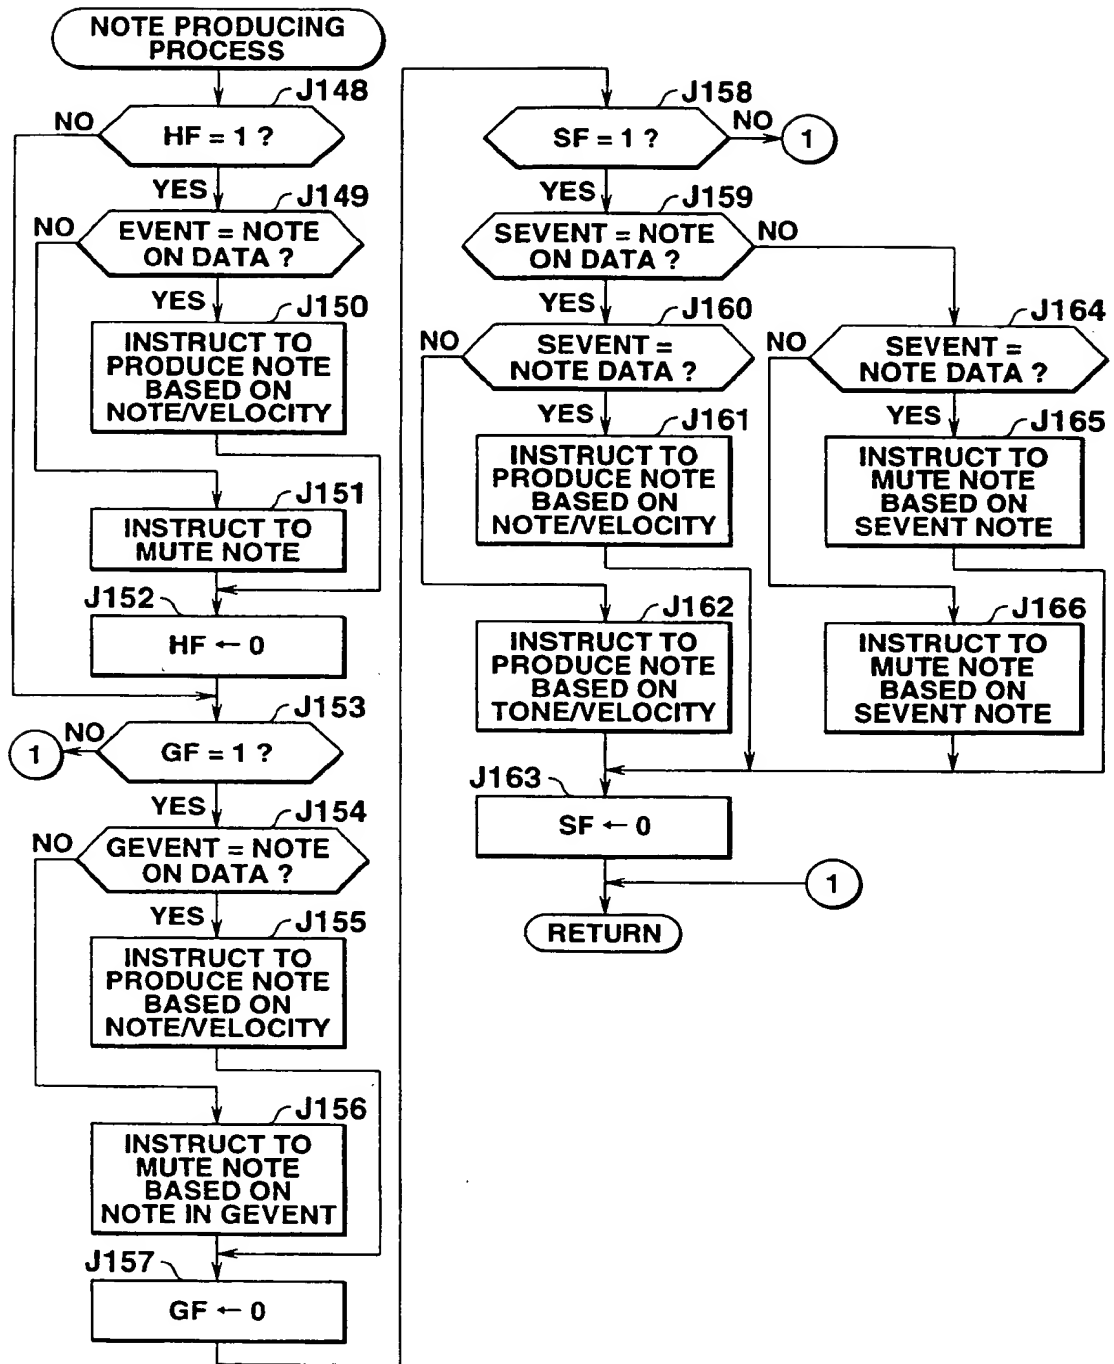 NOTE PRODUCING
PROCESS
J148
HF = 1 ?
NO
YES
J149
EVENT = NOTE
ON DATA ?
NO
YES
J150
INSTRUCT TO
PRODUCE NOTE
BASED ON
NOTE/VELOCITY
J151
INSTRUCT TO
MUTE NOTE
J152
HF ← 0
J153
GF = 1 ?
NO
1
YES
J154
GEVENT = NOTE
ON DATA ?
NO
YES
J155
INSTRUCT TO
PRODUCE NOTE
BASED ON
NOTE/VELOCITY
J156
INSTRUCT TO
MUTE NOTE
BASED ON
NOTE IN GEVENT
J157
GF ← 0
J158
SF = 1 ?
NO
1
YES
J159
SEVENT = NOTE
ON DATA ?
NO
YES
J160
SEVENT =
NOTE DATA ?
NO
YES
J161
INSTRUCT TO
PRODUCE NOTE
BASED ON
NOTE/VELOCITY
J162
INSTRUCT TO
PRODUCE NOTE
BASED ON
TONE/VELOCITY
J163
SF ← 0
1
RETURN
J164
SEVENT =
NOTE DATA ?
NO
YES
J165
INSTRUCT TO
MUTE NOTE
BASED ON
SEVENT NOTE
J166
INSTRUCT TO
MUTE NOTE
BASED ON
SEVENT NOTE